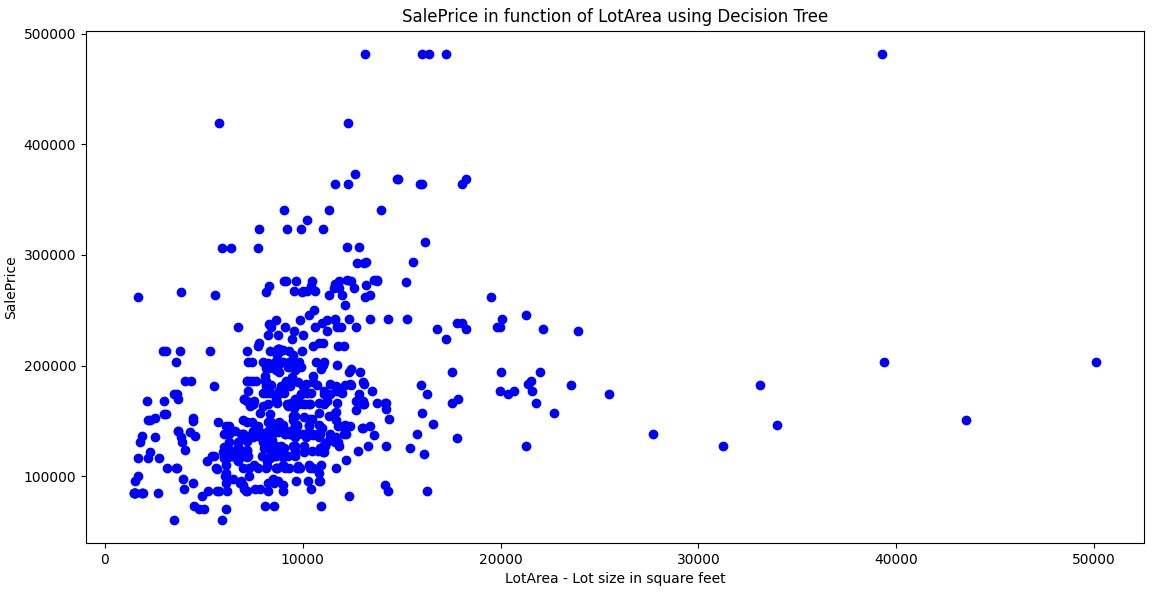 SalePrice in function of LotArea using Decision Tree
500000
400000
300000
200000
100000
SalePrice
0 10000 20000 30000 40000 50000
LotArea - Lot size in square feet